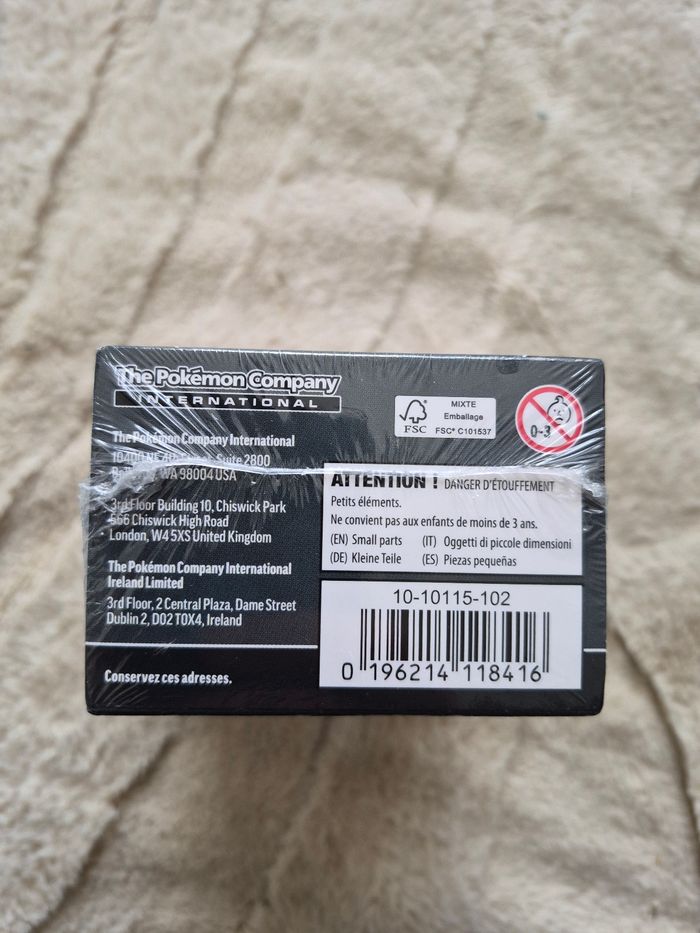 The Pokémon Company
INTERNATIONAL
The Pokémon Company International
Suite 2800
WA 98004 USA
3rd Floor Building 10, Chiswick Park
566 Chiswick High Road
London, W4 5XS United Kingdom
The Pokémon Company International
Ireland Limited
3rd Floor, 2 Central Plaza, Dame Street
Dublin 2, D02 T0X4, Ireland
Conservez ces adresses.
FSC
MIXTE
Emballage
FSC® C101537
0-3
ATTENTION ! DANGER D'ÉTOUFFEMENT
Petits éléments.
Ne convient pas aux enfants de moins de 3 ans.
(EN) Small parts (IT) Oggetti di piccole dimensioni
(DE) Kleine Teile (ES) Piezas pequeñas
10-10115-102
0 196214 118416